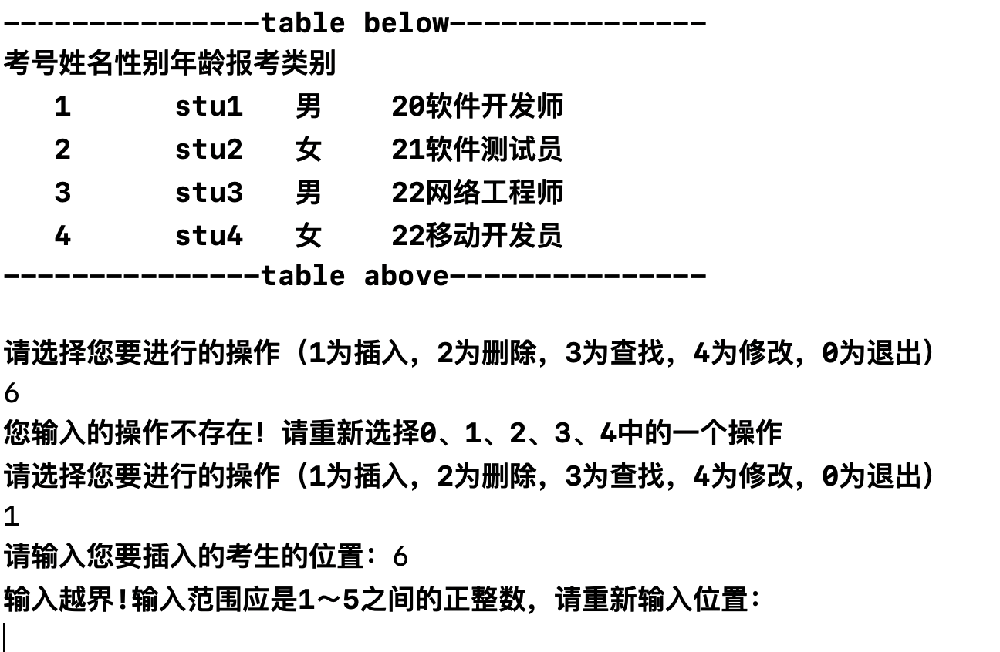 ---------------table below---------------
考号姓名性别年龄报考类别
1 stu1 男 20软件开发师
2 stu2 女 21软件测试员
3 stu3 男 22网络工程师
4 stu4 女 22移动开发员
---------------table above---------------
请选择您要进行的操作（1为插入，2为删除，3为查找，4为修改，0为退出）
6
您输入的操作不存在！请重新选择0、1、2、3、4中的一个操作
请选择您要进行的操作（1为插入，2为删除，3为查找，4为修改，0为退出）
1
请输入您要插入的考生的位置：6
输入越界!输入范围应是1～5之间的正整数，请重新输入位置：